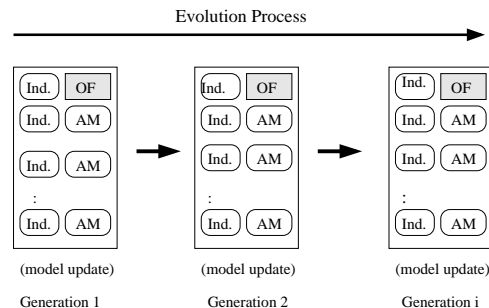 Evolution Process
Ind. OF Ind. OF Ind. OF
Ind. AM Ind. AM Ind. AM
Ind. AM Ind. AM Ind. AM
: : :
Ind. AM Ind. AM Ind. AM
(model update) (model update) (model update)
Generation 1 Generation 2 Generation i